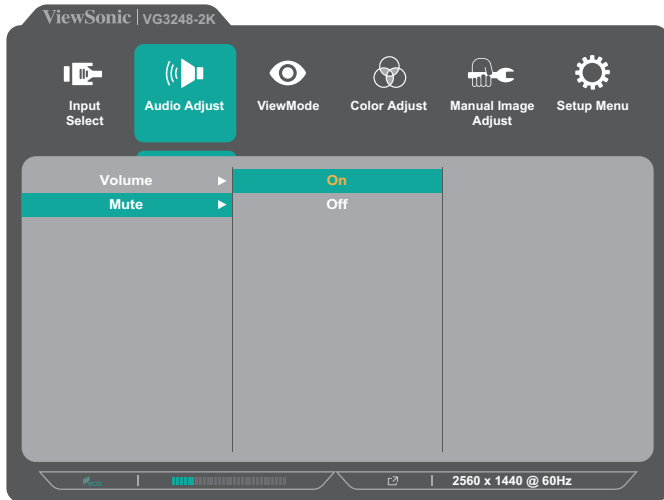 ViewSonic | VG3248-2K
Input Select
Audio Adjust
ViewMode
Color Adjust
Manual Image Adjust
Setup Menu
Volume
On
Mute
Off
eco
2560 x 1440 @ 60Hz